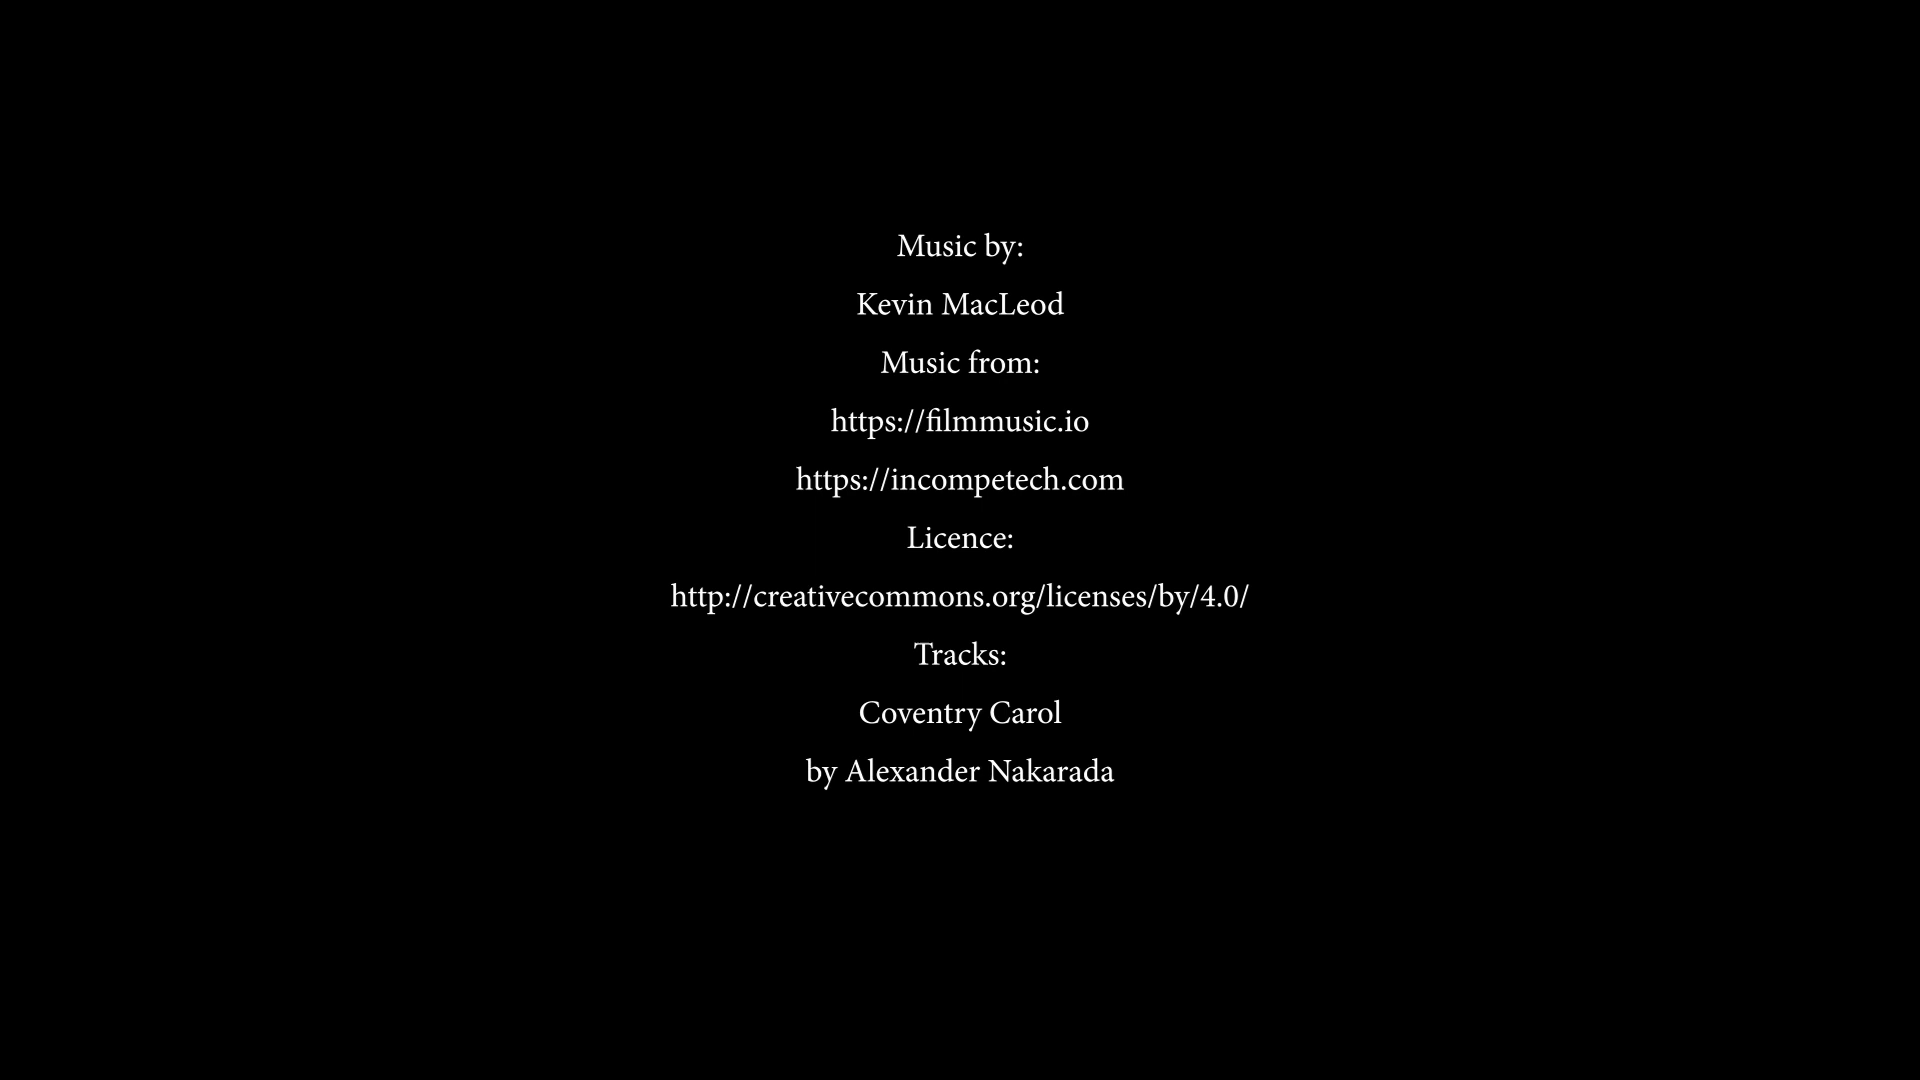 Music by:
Kevin MacLeod
Music from:
https://filmmusic.io
https://incompetech.com
Licence:
http://creativecommons.org/licenses/by/4.0/
Tracks:
Coventry Carol
by Alexander Nakarada